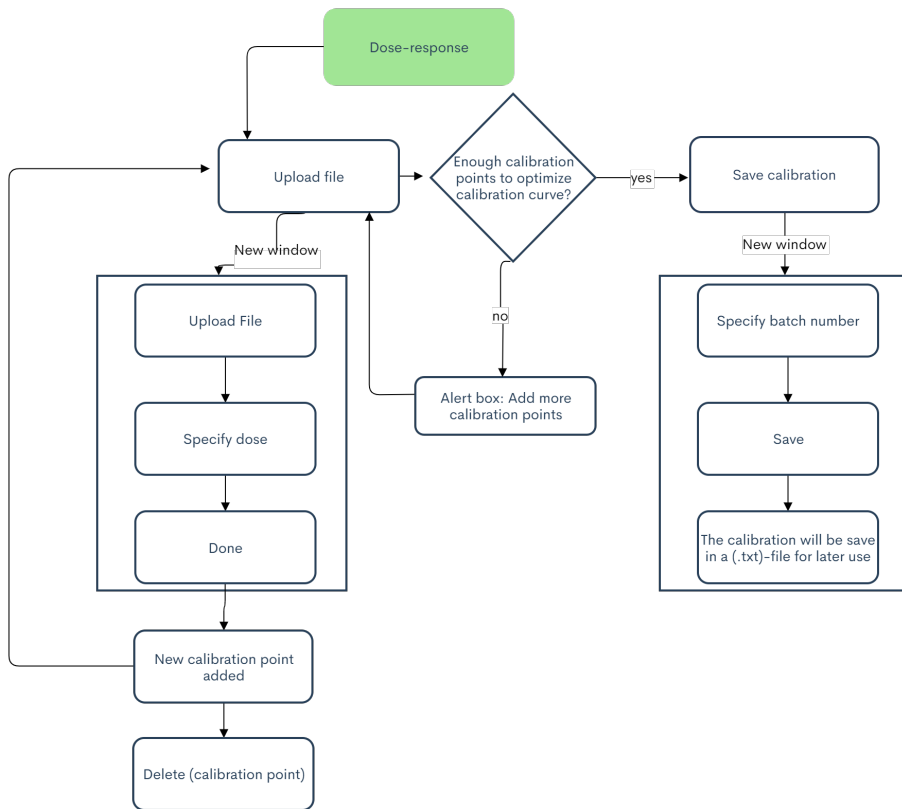 Dose-response
Enough calibration
points to optimize
calibration curve?
Upload file
yes
Save calibration
New window
New window
Upload File
no
Specify batch number
Alert box: Add more
calibration points
Specify dose
Save
Done
The calibration will be save
in a (.txt)-file for later use
New calibration point
added
Delete (calibration point)